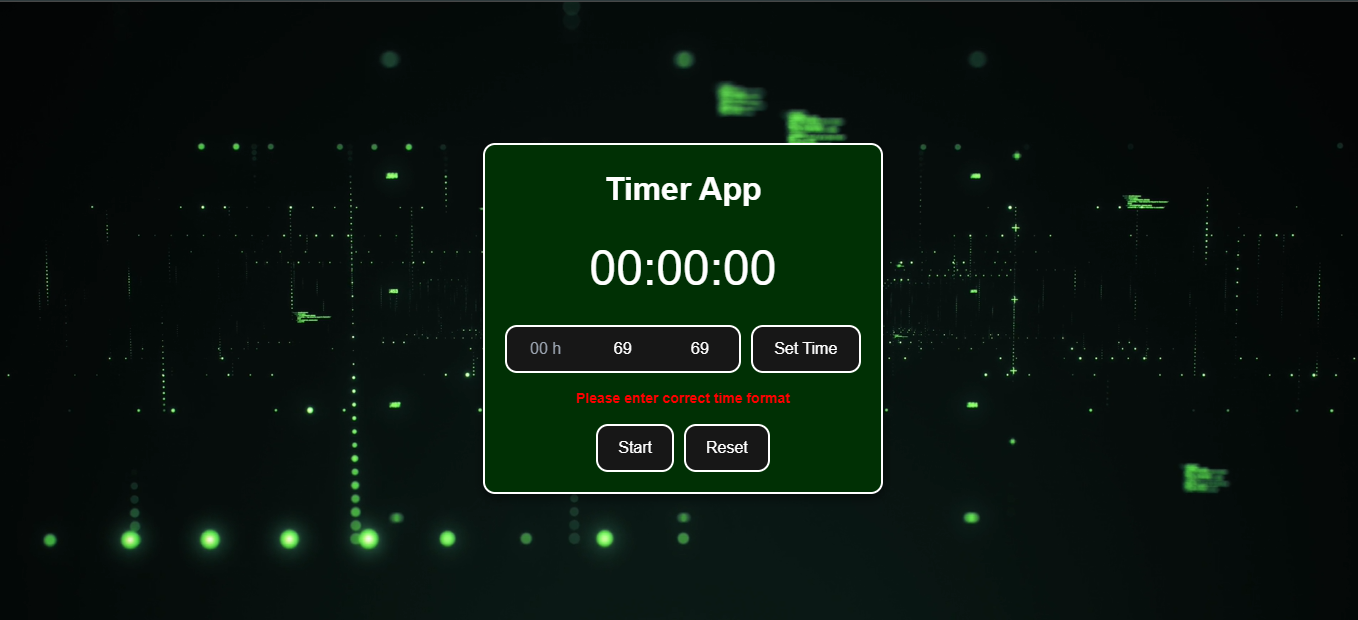 Timer App
00:00:00
00 h 69 69 Set Time
Please enter correct time format
Start Reset